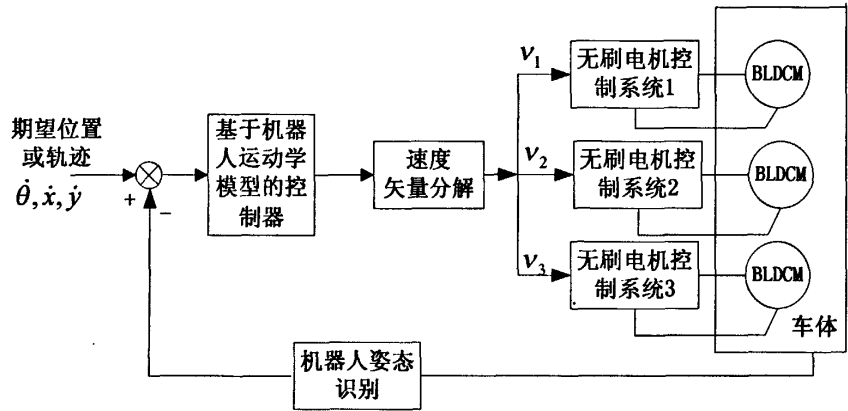 期望位置
或轨迹
θ̇,ẋ,ẏ
+
−
基于机器
人运动学
模型的控
制器
速度
矢量分解
v₁
v₂
v₃
无刷电机控
制系统1
BLDCM
无刷电机控
制系统2
BLDCM
无刷电机控
制系统3
BLDCM
车体
机器人姿态
识别